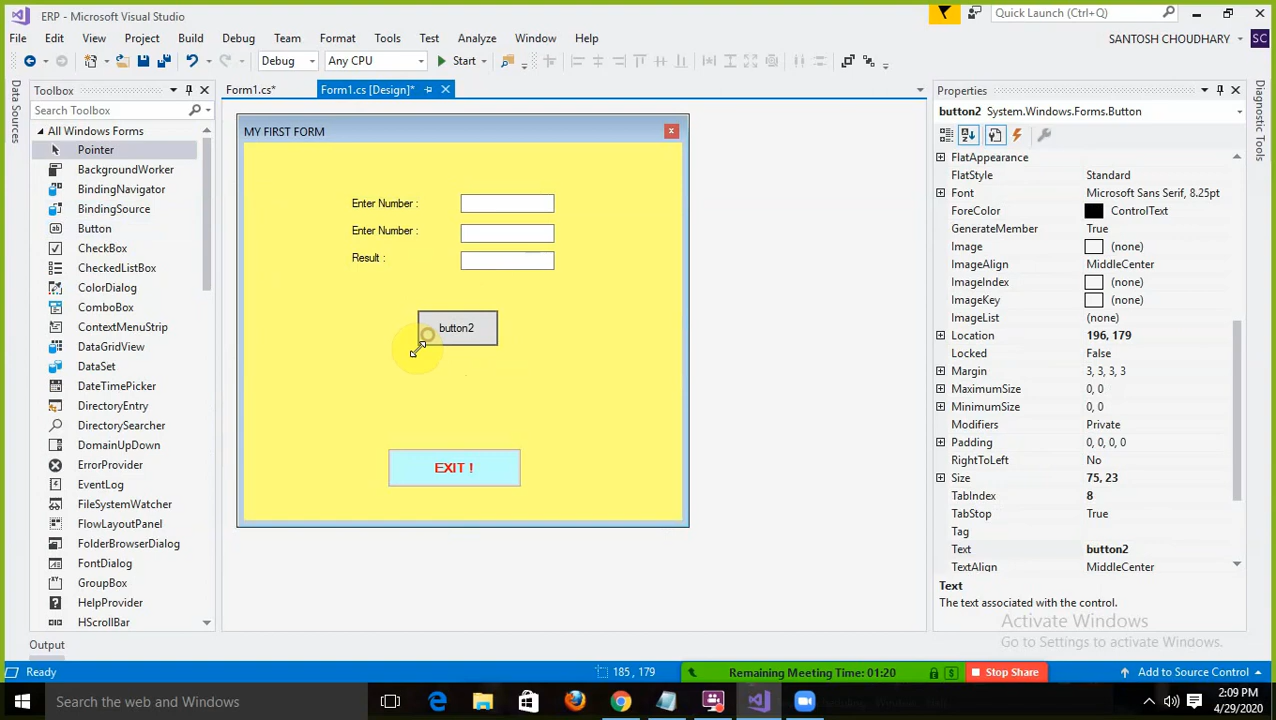 ERP - Microsoft Visual Studio
Quick Launch (Ctrl+Q)
File Edit View Project Build Debug Team Format Tools Test Analyze Window Help
SANTOSH CHOUDHARY SC
Debug Any CPU Start
Data Sources
Toolbox
Search Toolbox
All Windows Forms
Pointer
BackgroundWorker
BindingNavigator
BindingSource
Button
CheckBox
CheckedListBox
ColorDialog
ComboBox
ContextMenuStrip
DataGridView
DataSet
DateTimePicker
DirectoryEntry
DirectorySearcher
DomainUpDown
ErrorProvider
EventLog
FileSystemWatcher
FlowLayoutPanel
FolderBrowserDialog
FontDialog
GroupBox
HelpProvider
HScrollBar
Form1.cs* Form1.cs [Design]*
MY FIRST FORM
Enter Number :
Enter Number :
Result :
button2
EXIT !
Properties
button2 System.Windows.Forms.Button
FlatAppearance
FlatStyle Standard
Font Microsoft Sans Serif, 8.25pt
ForeColor ControlText
GenerateMember True
Image (none)
ImageAlign MiddleCenter
ImageIndex (none)
ImageKey (none)
ImageList (none)
Location 196, 179
Locked False
Margin 3, 3, 3, 3
MaximumSize 0, 0
MinimumSize 0, 0
Modifiers Private
Padding 0, 0, 0, 0
RightToLeft No
Size 75, 23
TabIndex 8
TabStop True
Tag
Text button2
TextAlign MiddleCenter
Text
The text associated with the control.
Activate Windows
Go to Settings to activate Windows.
Diagnostic Tools
Output
Ready 185 , 179 Remaining Meeting Time: 01:20 Stop Share Add to Source Control
Search the web and Windows
2:09 PM
4/29/2020